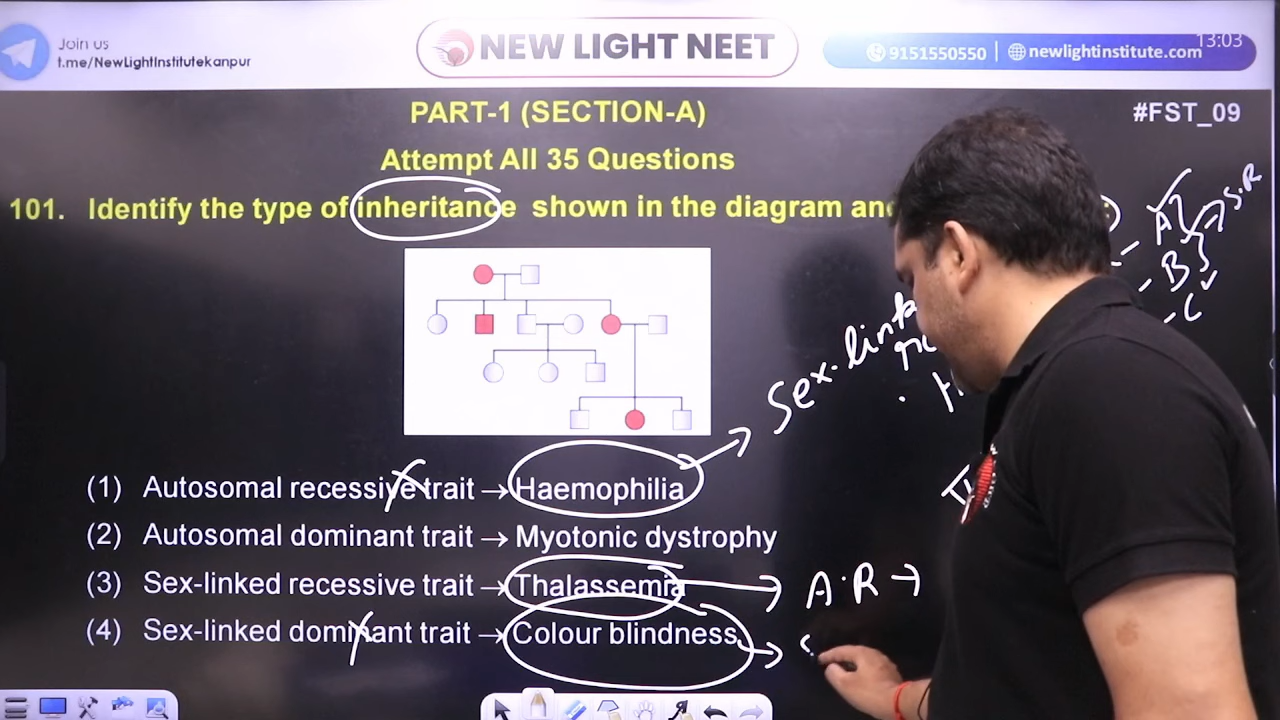 Join us
t.me/NewLightInstitutekanpur
NEW LIGHT NEET
9151550550 | newlightinstitute.com
13:03
PART-1 (SECTION-A)
#FST_09
Attempt All 35 Questions
101. Identify the type of inheritance shown in the diagram and
A
S.R
B
C
Sex-link
(1) Autosomal recessive trait → Haemophilia
(2) Autosomal dominant trait → Myotonic dystrophy
(3) Sex-linked recessive trait → Thalassemia → A.R →
(4) Sex-linked dominant trait → Colour blindness →